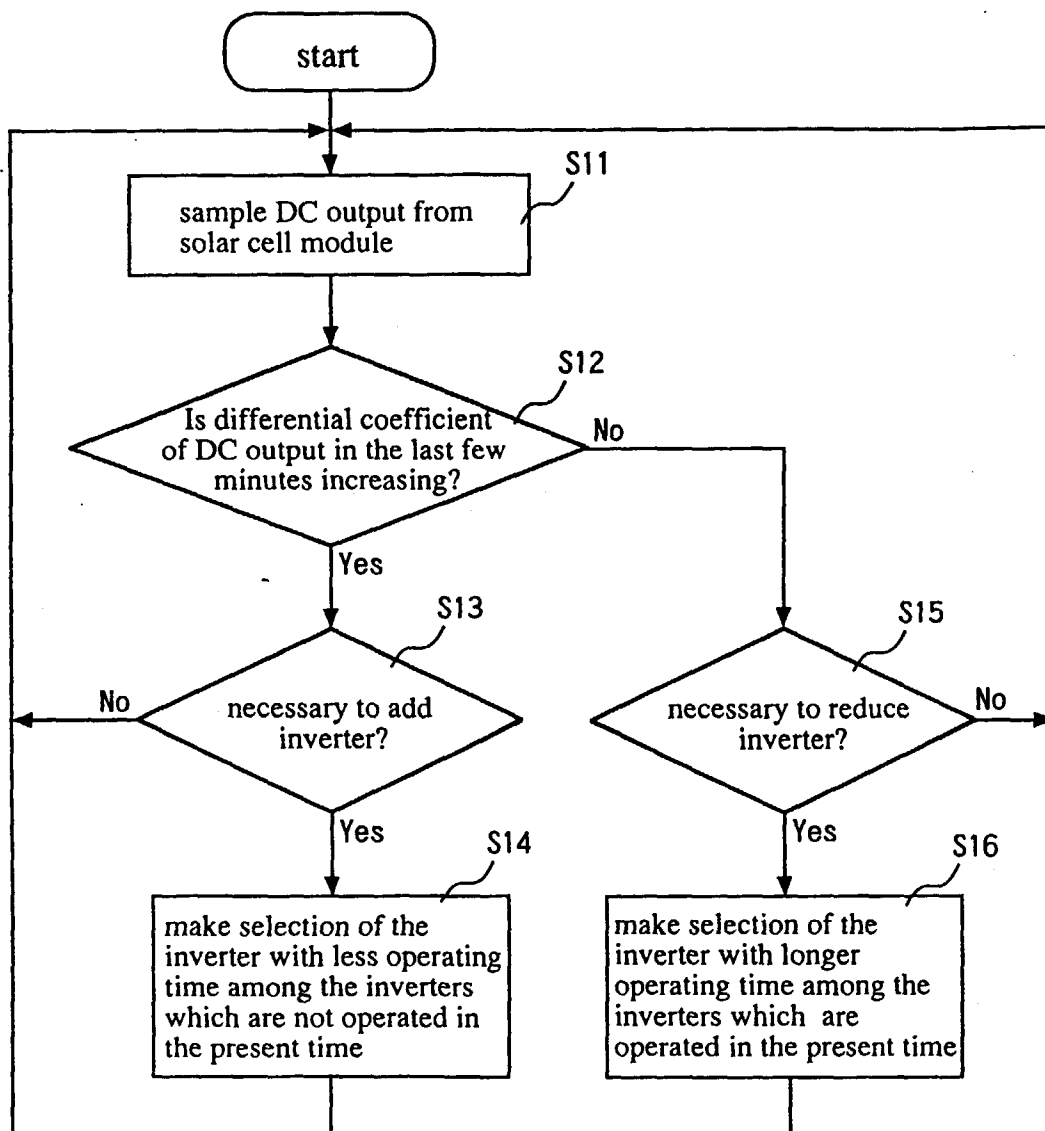 start
S11
sample DC output from
solar cell module
S12
Is differential coefficient
of DC output in the last few
minutes increasing?
No
Yes
S13
necessary to add
inverter?
No
Yes
S15
necessary to reduce
inverter?
No
Yes
S14
make selection of the
inverter with less operating
time among the inverters
which are not operated in
the present time
S16
make selection of the
inverter with longer
operating time among the
inverters which are
operated in the present time